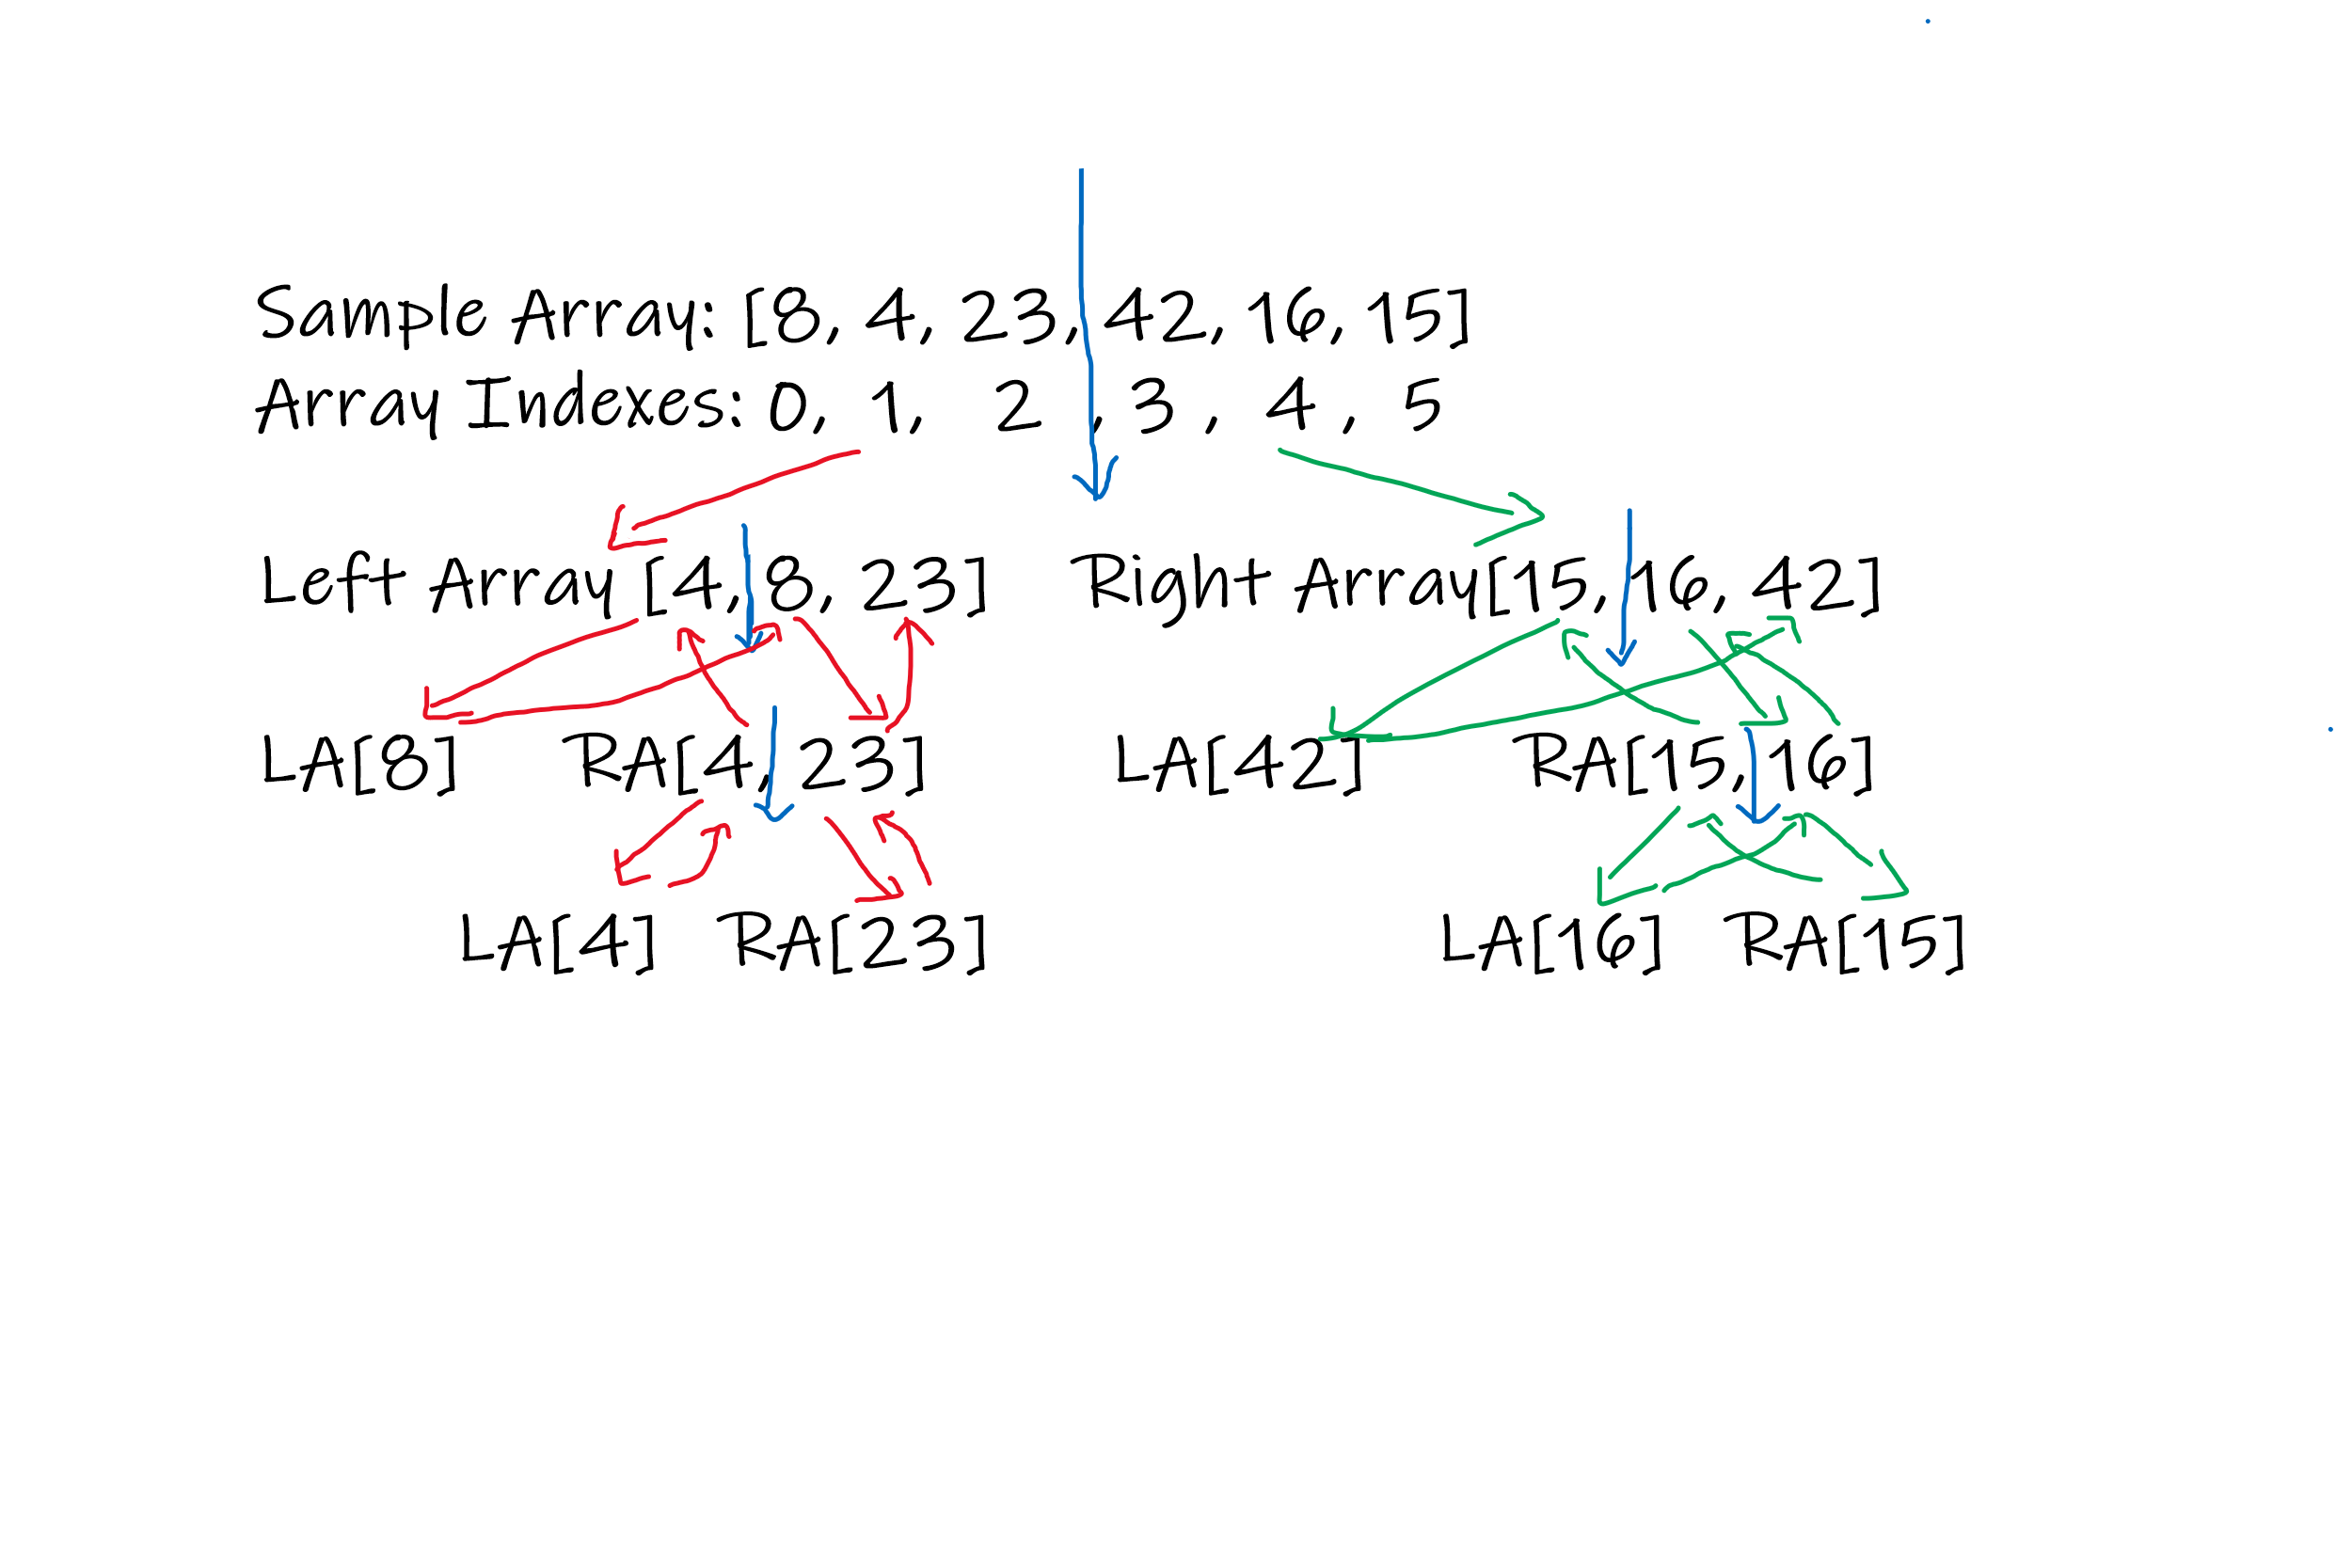 Sample Array: [8, 4, 23, 42, 16, 15]
Array Indexes: 0, 1, 2, 3, 4, 5
Left Array [4, 8, 23] Right Array[15, 16, 42]
LA[8] RA[4, 23] LA[42] RA[15, 16]
LA[4] RA[23] LA[16] RA[15]